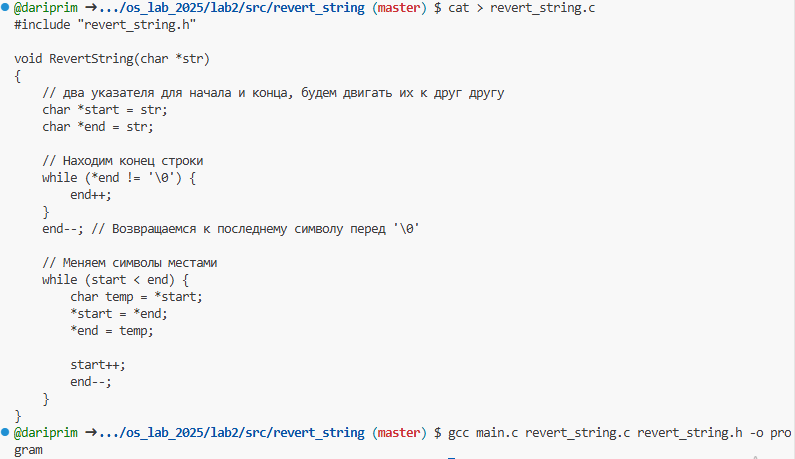 @dariprim →.../os_lab_2025/lab2/src/revert_string (master) $ cat > revert_string.c
#include "revert_string.h"

void RevertString(char *str)
{
    // два указателя для начала и конца, будем двигать их к друг другу
    char *start = str;
    char *end = str;

    // Находим конец строки
    while (*end != '\0') {
        end++;
    }
    end--; // Возвращаемся к последнему символу перед '\0'

    // Меняем символы местами
    while (start < end) {
        char temp = *start;
        *start = *end;
        *end = temp;

        start++;
        end--;
    }
}
@dariprim →.../os_lab_2025/lab2/src/revert_string (master) $ gcc main.c revert_string.c revert_string.h -o pro
gram